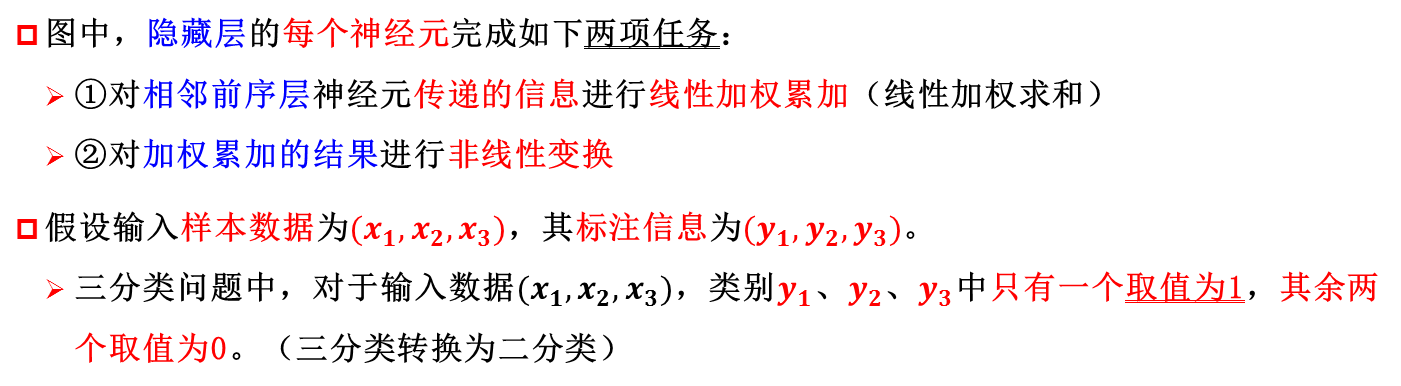 图中，隐藏层的每个神经元完成如下两项任务：
①对相邻前序层神经元传递的信息进行线性加权累加（线性加权求和）
②对加权累加的结果进行非线性变换
假设输入样本数据为(x₁,x₂,x₃)，其标注信息为(y₁,y₂,y₃)。
三分类问题中，对于输入数据(x₁,x₂,x₃)，类别y₁、y₂、y₃中只有一个取值为1，其余两
个取值为0。（三分类转换为二分类）